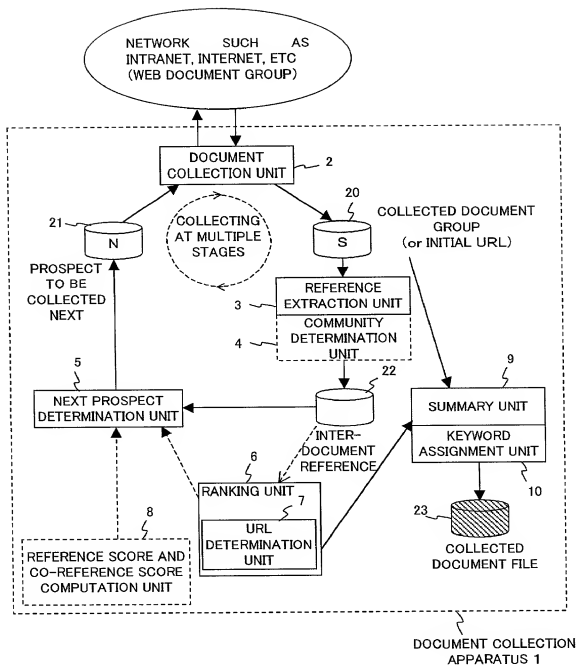 NETWORK SUCH AS
INTRANET, INTERNET, ETC
(WEB DOCUMENT GROUP)
DOCUMENT
COLLECTION UNIT
2
21
N
PROSPECT
TO BE
COLLECTED
NEXT
COLLECTING
AT MULTIPLE
STAGES
20
S
COLLECTED DOCUMENT
GROUP
(or INITIAL URL)
3
REFERENCE
EXTRACTION UNIT
4
COMMUNITY
DETERMINATION
UNIT
5
NEXT PROSPECT
DETERMINATION UNIT
22
INTER-
DOCUMENT
REFERENCE
9
SUMMARY UNIT
KEYWORD
ASSIGNMENT UNIT
10
6
RANKING UNIT
7
URL
DETERMINATION
UNIT
8
REFERENCE SCORE AND
CO-REFERENCE SCORE
COMPUTATION UNIT
23
COLLECTED
DOCUMENT FILE
DOCUMENT COLLECTION
APPARATUS 1